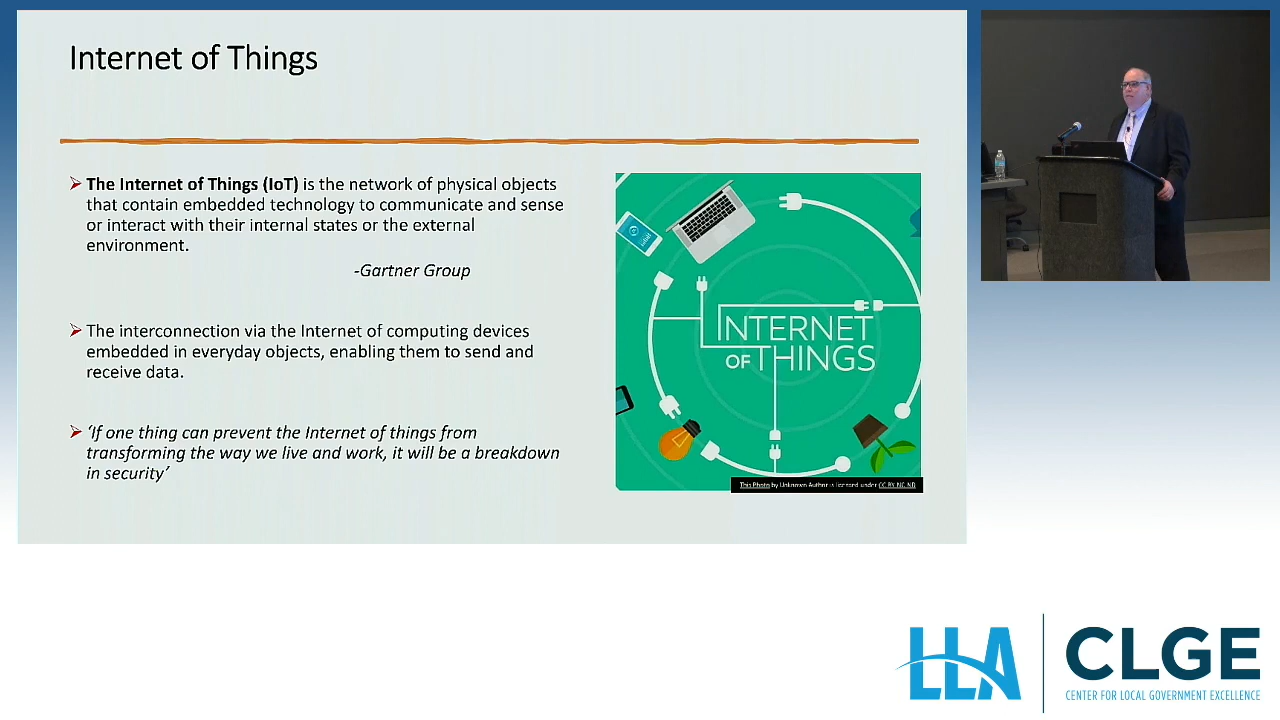 Internet of Things
The Internet of Things (IoT) is the network of physical objects
that contain embedded technology to communicate and sense
or interact with their internal states or the external
environment.
-Gartner Group
The interconnection via the Internet of computing devices
embedded in everyday objects, enabling them to send and
receive data.
‘If one thing can prevent the Internet of things from
transforming the way we live and work, it will be a breakdown
in security’
INTERNET
OF THINGS
This Photo by Unknown Author is licensed under CC BY-NC-ND
LLA
CLGE
CENTER FOR LOCAL GOVERNMENT EXCELLENCE